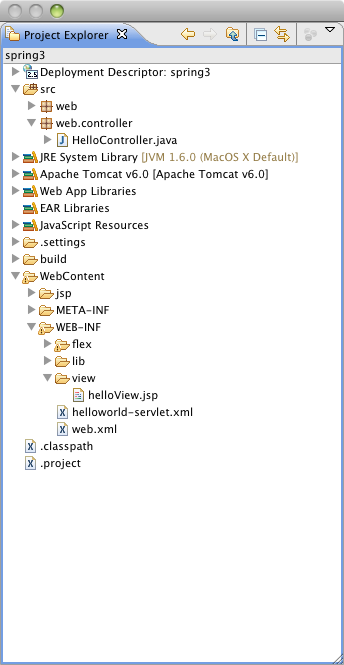 Project Explorer
spring3
Deployment Descriptor: spring3
src
web
web.controller
HelloController.java
JRE System Library [JVM 1.6.0 (MacOS X Default)]
Apache Tomcat v6.0 [Apache Tomcat v6.0]
Web App Libraries
EAR Libraries
JavaScript Resources
.settings
build
WebContent
jsp
META-INF
WEB-INF
flex
lib
view
helloView.jsp
helloworld-servlet.xml
web.xml
.classpath
.project